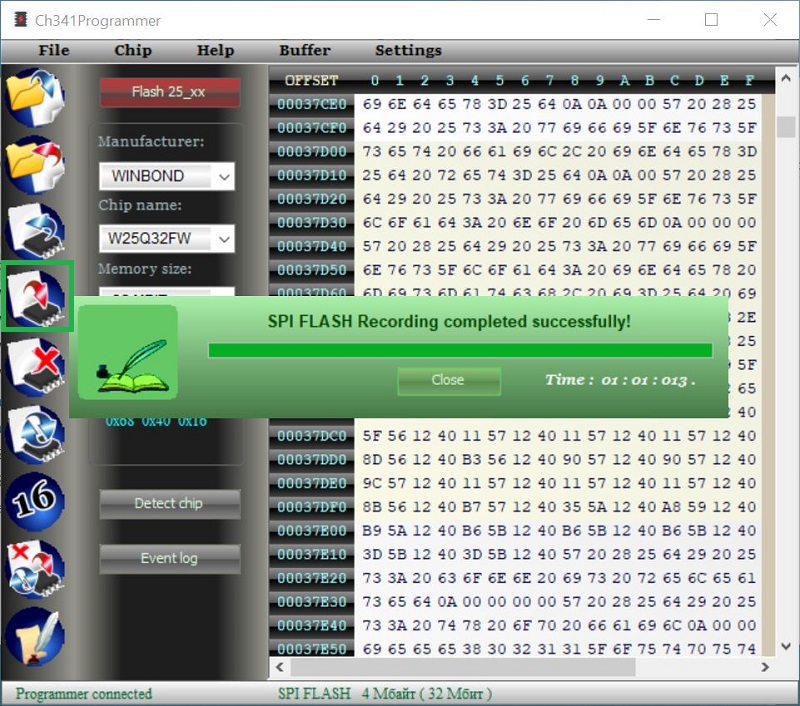 Ch341Programmer
File Chip Help Buffer Settings
Flash 25_xx
Manufacturer:
WINBOND
Chip name:
W25Q32FW
Memory size:
0x68 0x40 0x16
16
Detect chip
Event log
OFFSET 0 1 2 3 4 5 6 7 8 9 A B C D E F
00037CE0 69 6E 64 65 78 3D 25 64 0A 0A 00 00 57 20 28 25
00037CF0 64 29 20 25 73 3A 20 77 69 66 69 5F 6E 76 73 5F
00037D00 73 65 74 20 66 61 69 6C 2C 20 69 6E 64 65 78 3D
00037D10 25 64 20 72 65 74 3D 25 64 0A 0A 00 00 57 20 28 25
00037D20 64 29 20 25 73 3A 20 77 69 66 69 5F 6E 76 73 5F
00037D30 6C 6F 61 64 3A 20 6E 6F 20 6D 65 6D 0A 00 00 00
00037D40 57 20 28 25 64 29 20 25 73 3A 20 77 69 66 69 5F
00037D50 6E 76 73 5F 6C 6F 61 64 3A 20 69 6E 64 65 78 20
00037D60 6D 69 73 6D 61 74 63 68 2C 20 69 3D 25 64 20 69
2E
25
5F
65
40
SPI FLASH Recording completed successfully!
Close
Time : 01 : 01 : 013 .
00037DC0 5F 56 12 40 11 57 12 40 11 57 12 40 11 57 12 40
00037DD0 8D 56 12 40 B3 56 12 40 90 57 12 40 90 57 12 40
00037DE0 9C 57 12 40 11 57 12 40 11 57 12 40 11 57 12 40
00037DF0 8B 56 12 40 B7 57 12 40 35 5A 12 40 A8 59 12 40
00037E00 B9 5A 12 40 B6 5B 12 40 B6 5B 12 40 B6 5B 12 40
00037E10 3D 5B 12 40 3D 5B 12 40 57 20 28 25 64 29 20 25
00037E20 73 3A 20 63 6F 6E 6E 20 69 73 20 72 65 6C 65 61
00037E30 73 65 64 0A 00 00 00 00 57 20 28 25 64 29 20 25
00037E40 73 3A 20 74 78 20 6F 70 20 66 61 69 6C 0A 00 00
00037E50 69 65 65 65 38 30 32 31 31 5F 6F 75 74 70 75 74
Programmer connected
SPI FLASH 4 Мбайт ( 32 Мбит )